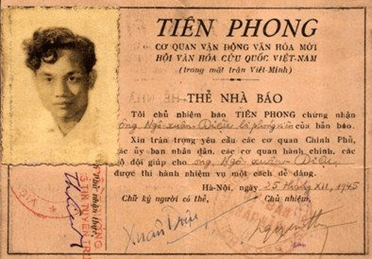 TIÊN PHONG
CƠ QUAN VẬN ĐỘNG VĂN HÓA MỚI
HỘI VĂN HÓA CỨU QUỐC VIỆT-NAM
(trong mặt trận Việt-Minh)
THẺ NHÀ BÁO
Tôi chủ nhiệm báo TIÊN PHONG chứng nhận
ông Ngô Xuân Diệu là phóng viên của bản báo.
Xin trân trọng yêu cầu các cơ quan Chính Phủ,
các ủy ban nhân dân, các cơ quan hành chính, các
bộ đội giúp cho ông Ngô Xuân Diệu
được thi hành nhiệm vụ một cách dễ dàng.
Hà-Nội, ngày 25 tháng XII, 1945
Chữ ký người có thẻ, Chủ nhiệm,
Xuân Diệu